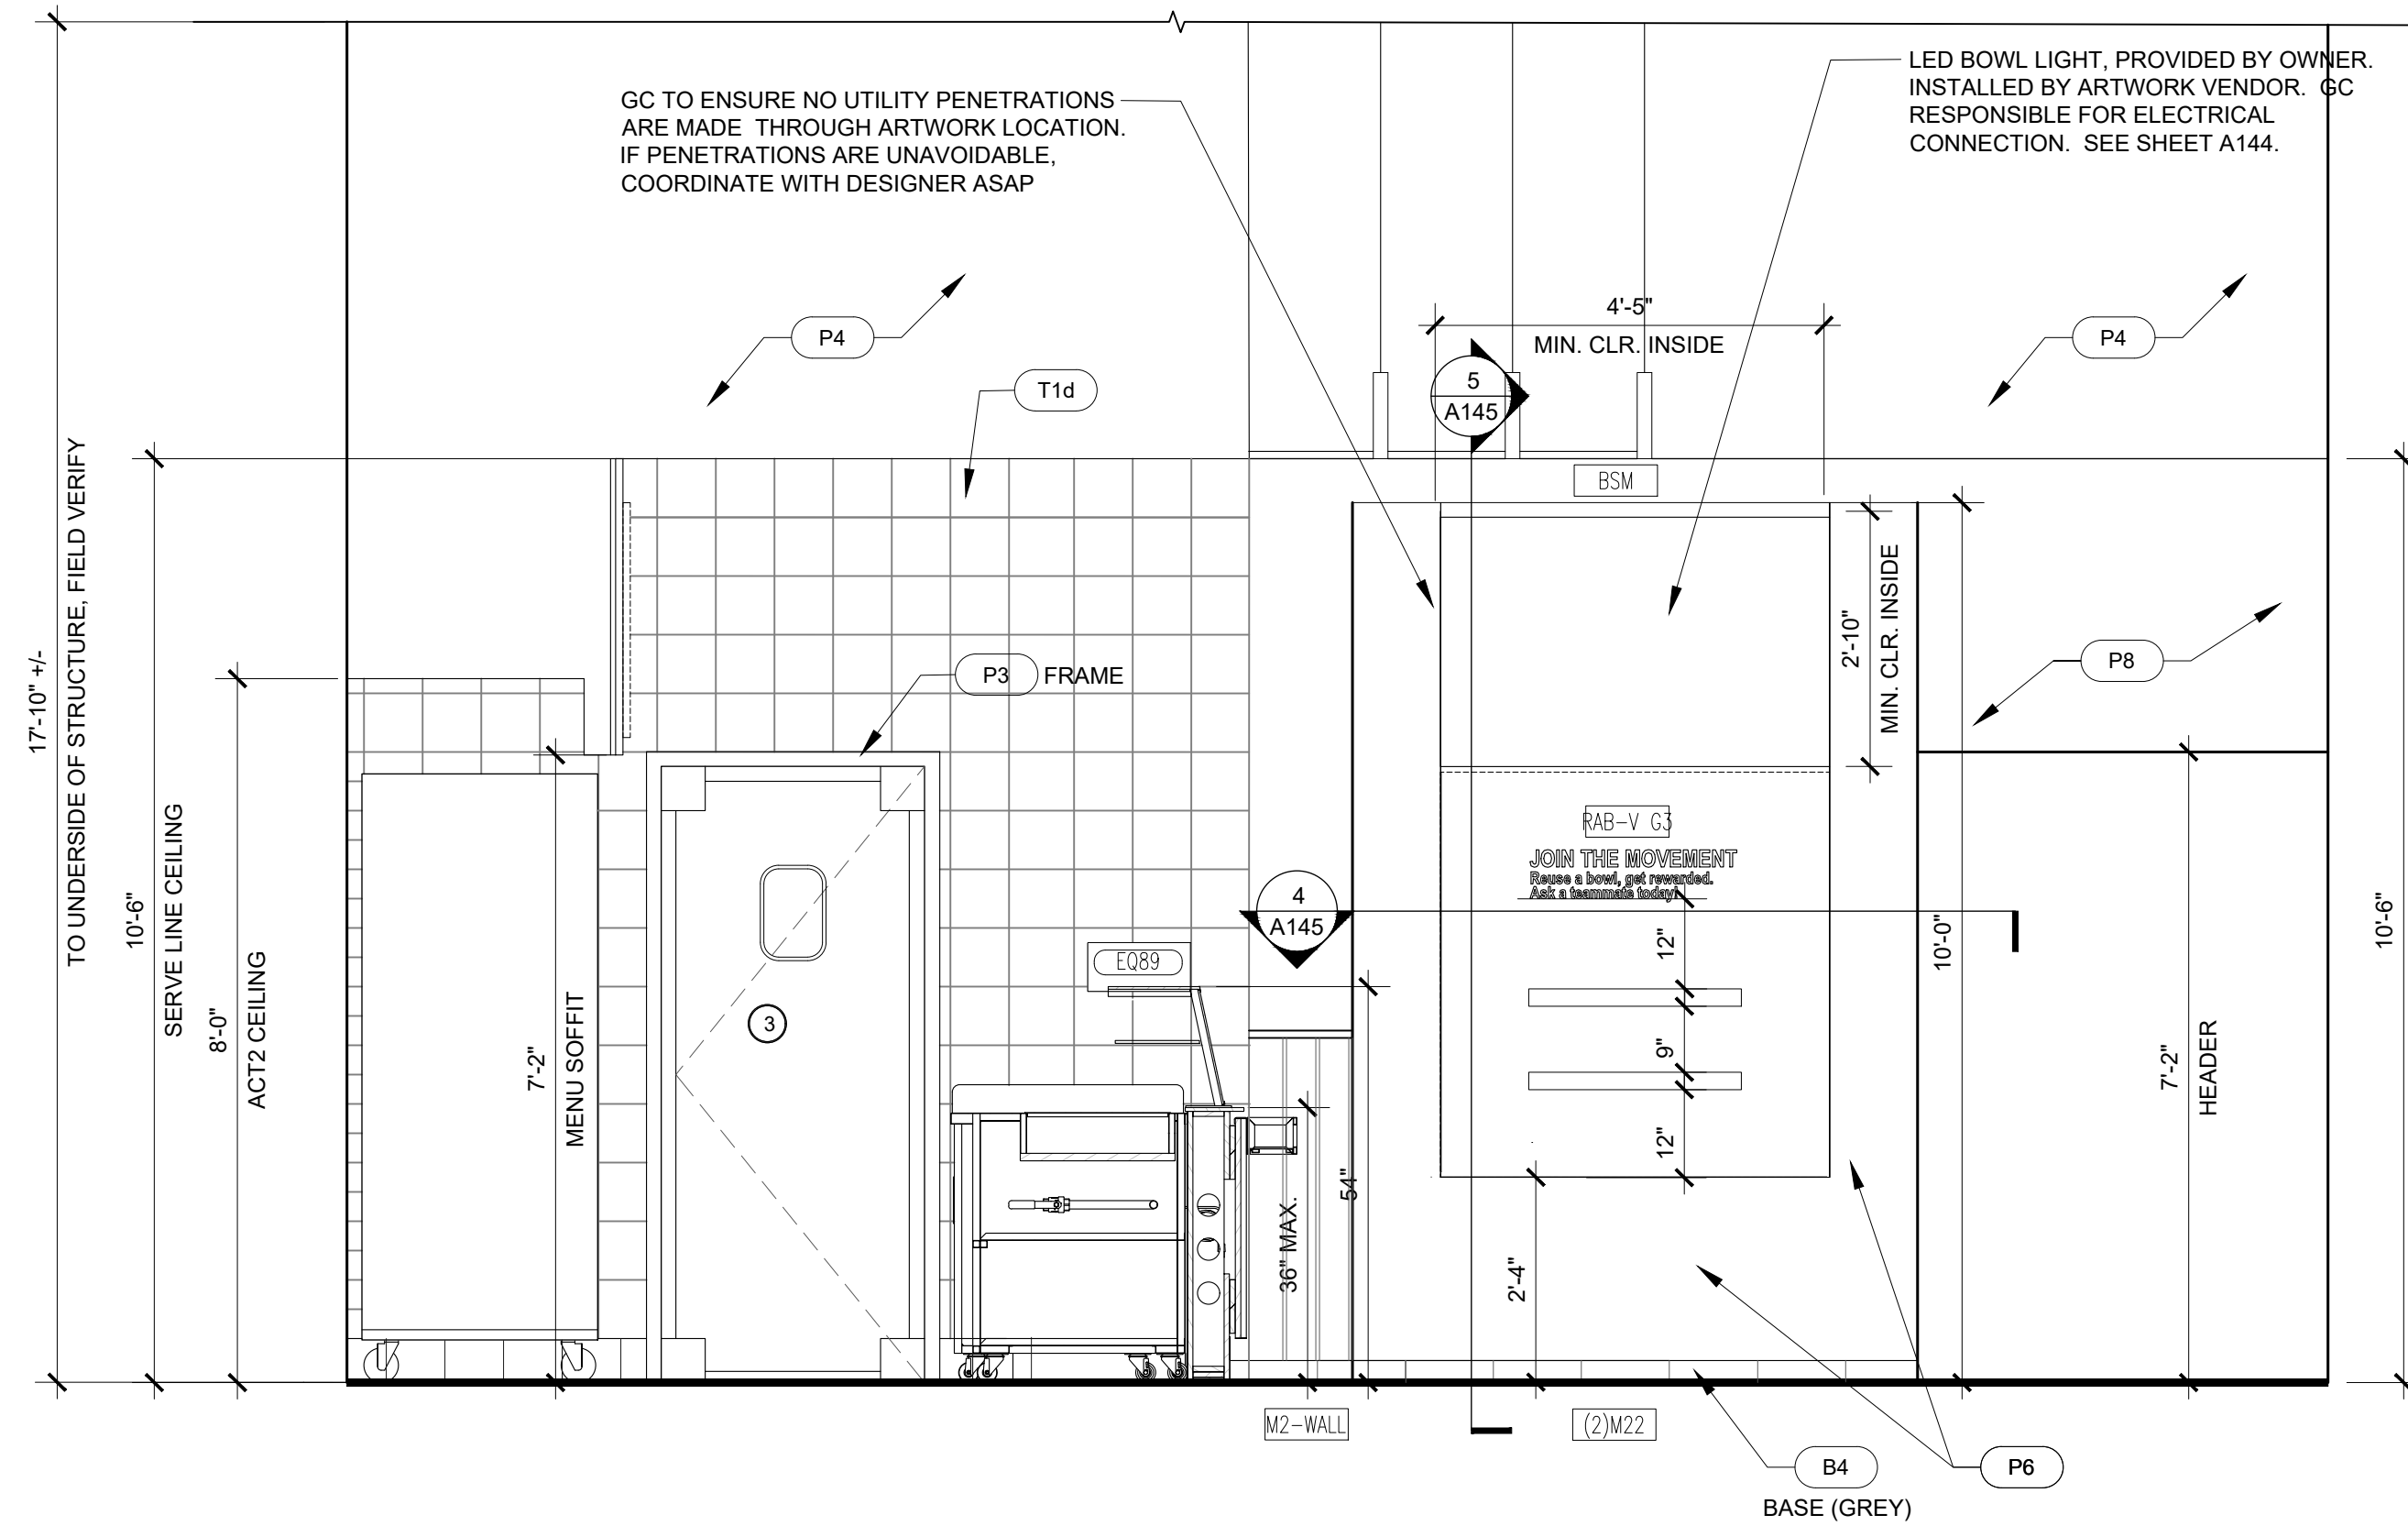 GC TO ENSURE NO UTILITY PENETRATIONS
ARE MADE THROUGH ARTWORK LOCATION.
IF PENETRATIONS ARE UNAVOIDABLE,
COORDINATE WITH DESIGNER ASAP
LED BOWL LIGHT, PROVIDED BY OWNER.
INSTALLED BY ARTWORK VENDOR. GC
RESPONSIBLE FOR ELECTRICAL
CONNECTION. SEE SHEET A144.
P4
T1d
4'-5"
MIN. CLR. INSIDE
P4
5
A145
BSM
17'-10" +/-
TO UNDERSIDE OF STRUCTURE, FIELD VERIFY
10'-6"
SERVE LINE CEILING
8'-0"
ACT2 CEILING
7'-2"
MENU SOFFIT
P3 FRAME
3
EQ89
4
A145
2'-10"
MIN. CLR. INSIDE
P8
RAB-V G3
JOIN THE MOVEMENT
Reuse a bowl, get rewarded.
Ask a teammate today!
12"
9"
12"
10'-0"
10'-6"
7'-2"
HEADER
54"
36" MAX.
2'-4"
M2-WALL
(2)M22
B4
BASE (GREY)
P6